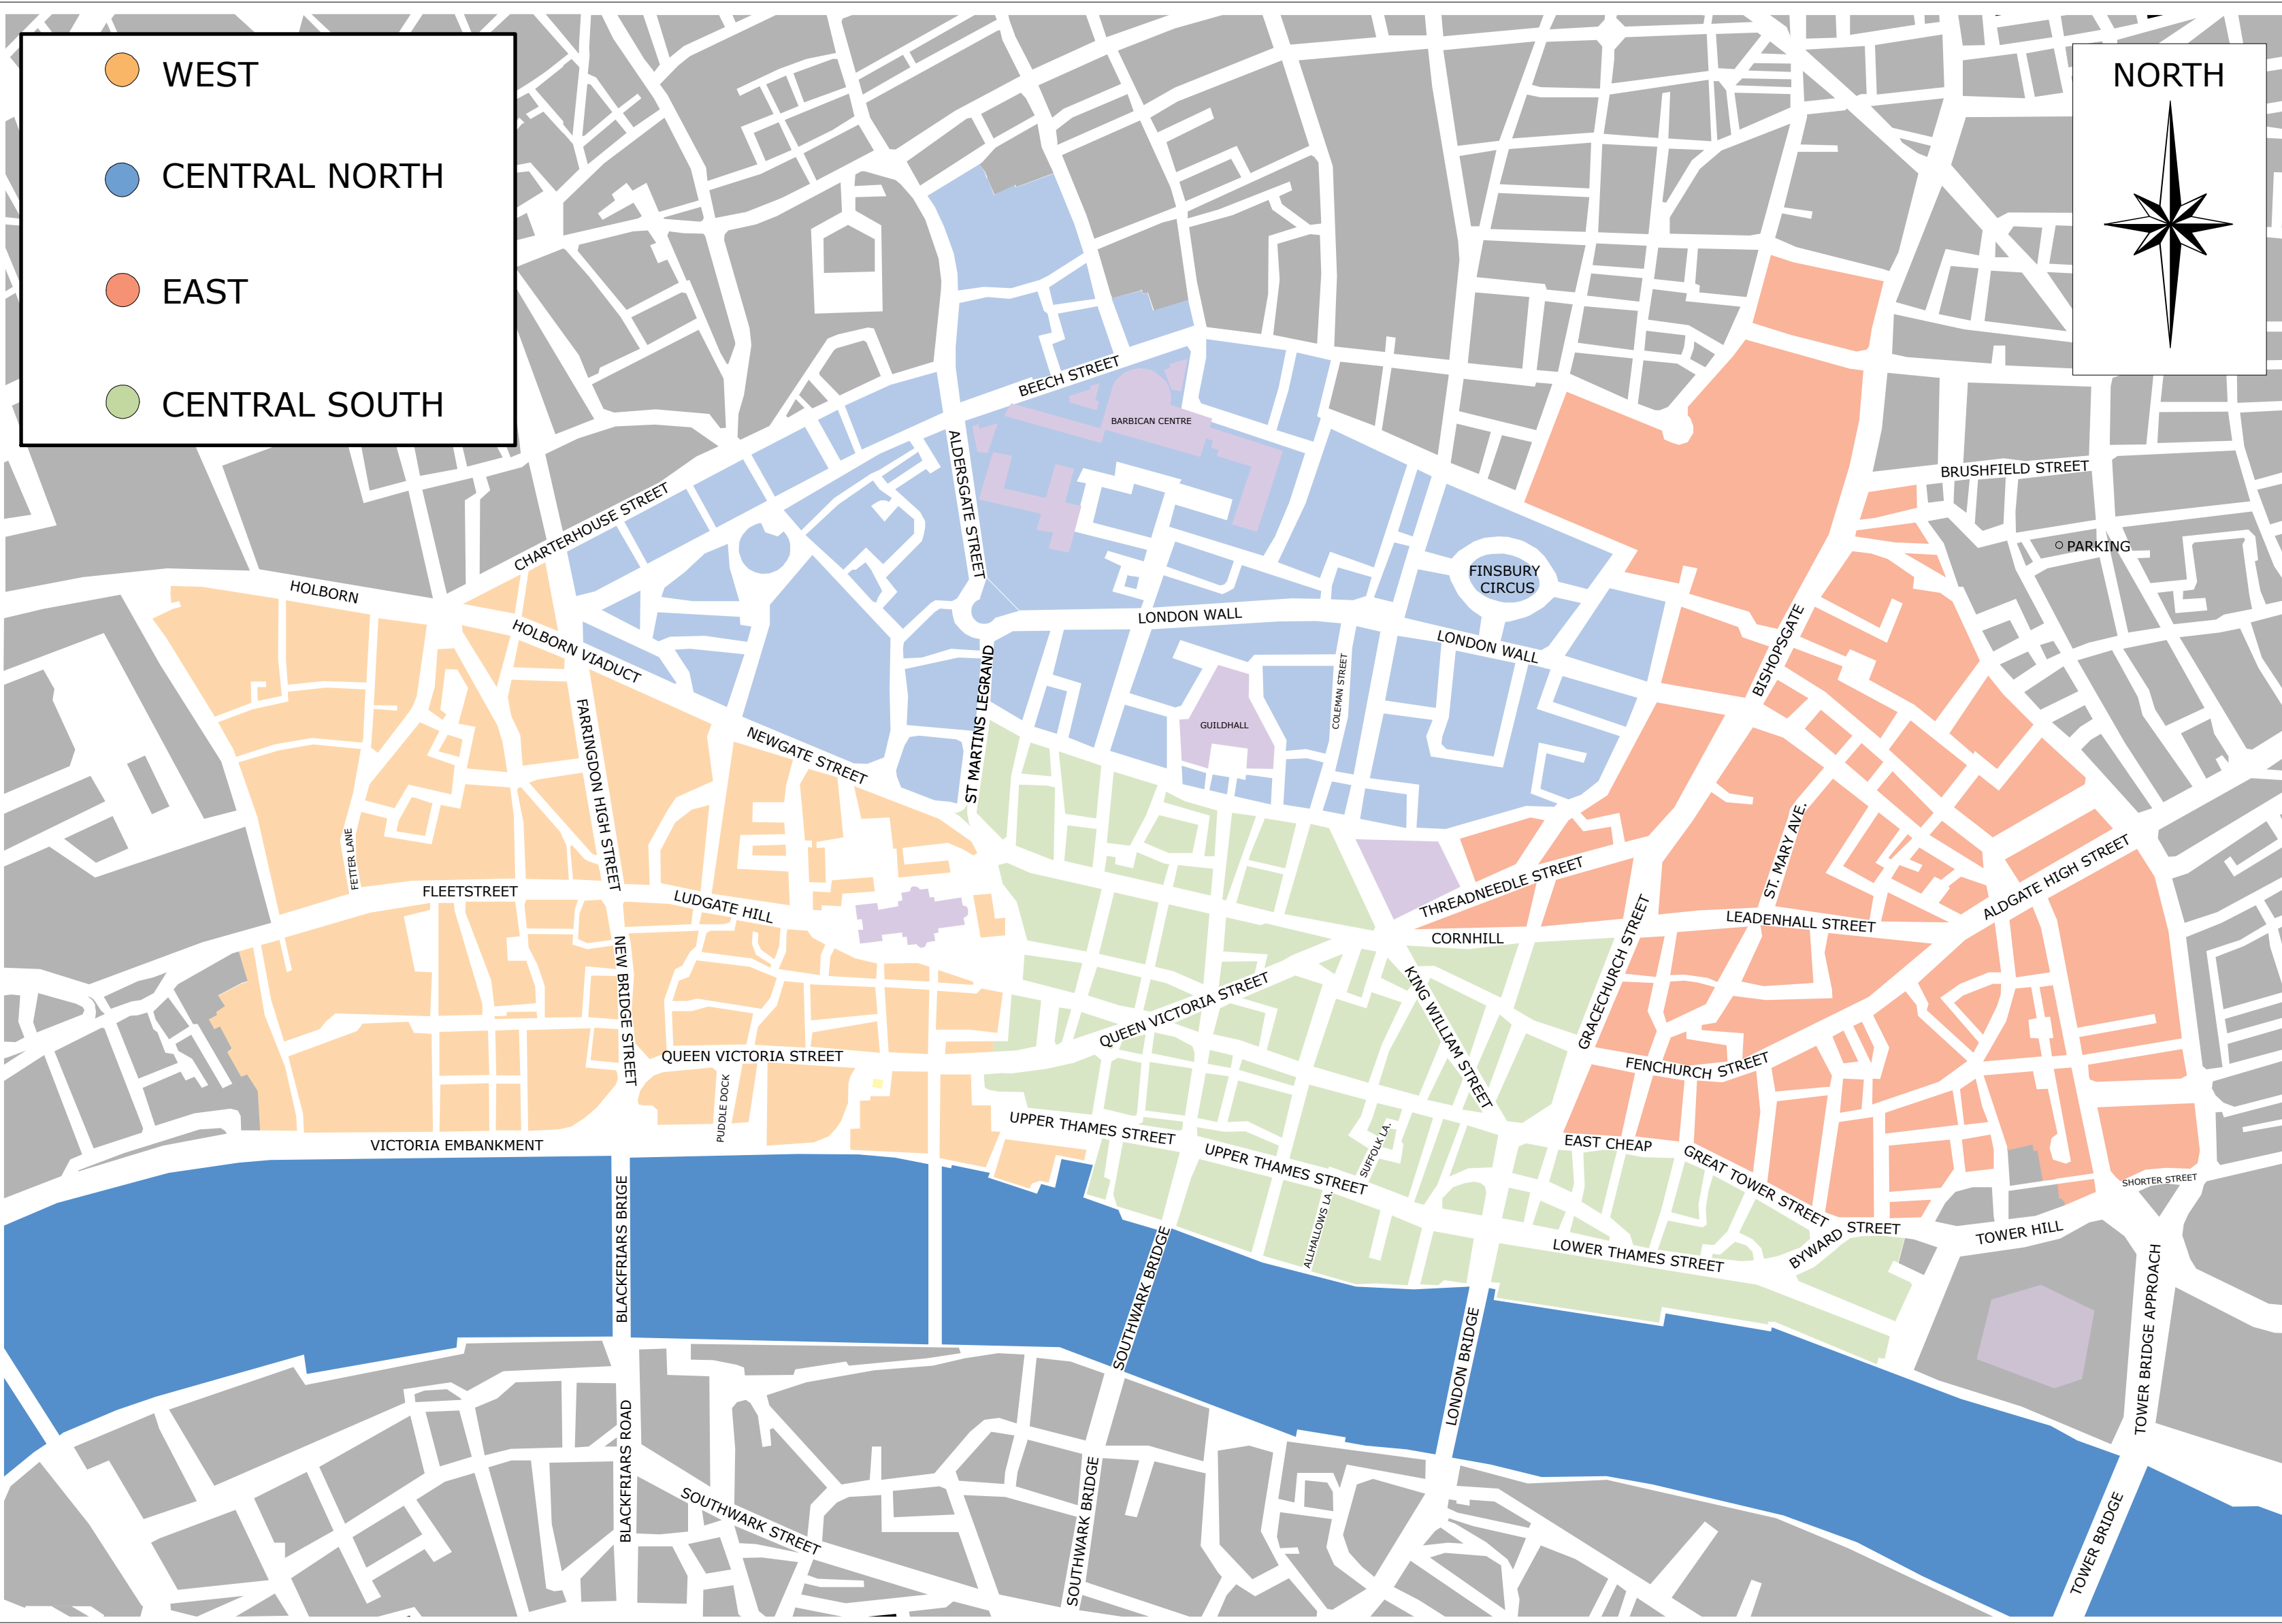 WEST
CENTRAL NORTH
EAST
CENTRAL SOUTH
NORTH
BEECH STREET
BARBICAN CENTRE
ALDERSGATE STREET
CHARTERHOUSE STREET
BRUSHFIELD STREET
PARKING
HOLBORN
HOLBORN VIADUCT
FINSBURY
CIRCUS
LONDON WALL
LONDON WALL
BISHOPSGATE
COLEMAN STREET
GUILDHALL
ST MARTINS LEGRAND
NEWGATE STREET
FARRINGDON HIGH STREET
FETTER LANE
FLEETSTREET
LUDGATE HILL
THREADNEEDLE STREET
ST. MARY AVE.
ALDGATE HIGH STREET
LEADENHALL STREET
CORNHILL
GRACECHURCH STREET
NEW BRIDGE STREET
QUEEN VICTORIA STREET
KING WILLIAM STREET
QUEEN VICTORIA STREET
FENCHURCH STREET
PUDDLE DOCK
UPPER THAMES STREET
UPPER THAMES STREET
SUFFOLK LA.
EAST CHEAP
GREAT TOWER STREET
VICTORIA EMBANKMENT
SHORTER STREET
ALLHALLOWS LA.
BYWARD STREET
TOWER HILL
LOWER THAMES STREET
BLACKFRIARS BRIGE
SOUTHWARK BRIDGE
LONDON BRIDGE
TOWER BRIDGE APPROACH
BLACKFRIARS ROAD
SOUTHWARK STREET
SOUTHWARK BRIDGE
TOWER BRIDGE